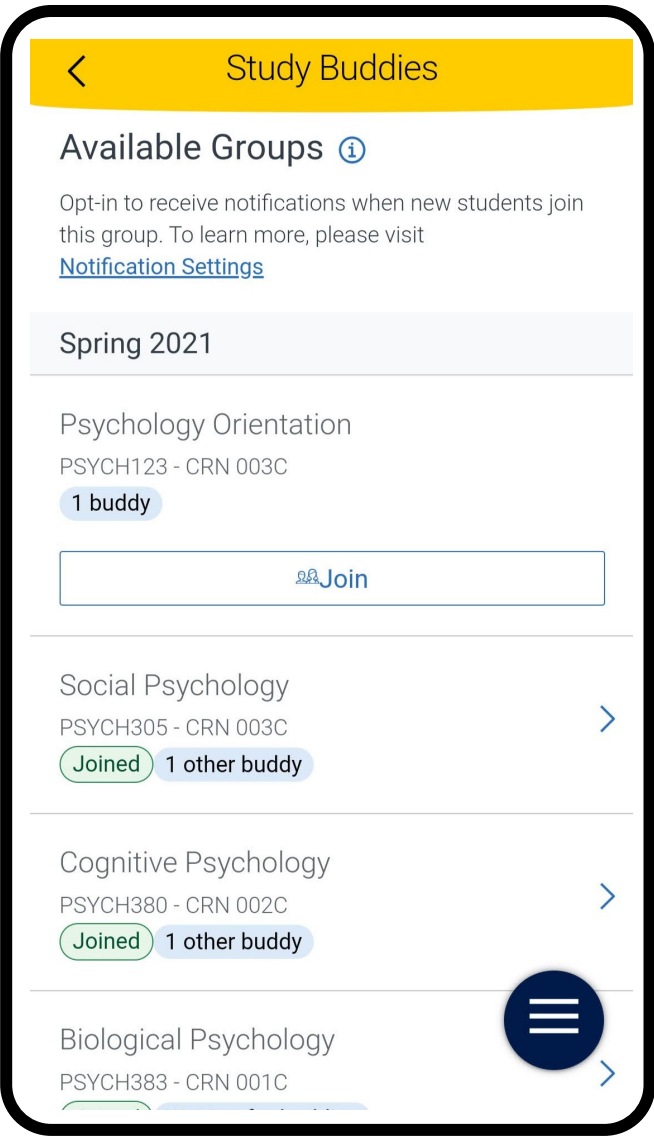 Study Buddies
Available Groups
Opt-in to receive notifications when new students join
this group. To learn more, please visit
Notification Settings
Spring 2021
Psychology Orientation
PSYCH123 - CRN 003C
1 buddy
Join
Social Psychology
PSYCH305 - CRN 003C
Joined 1 other buddy
Cognitive Psychology
PSYCH380 - CRN 002C
Joined 1 other buddy
Biological Psychology
PSYCH383 - CRN 001C